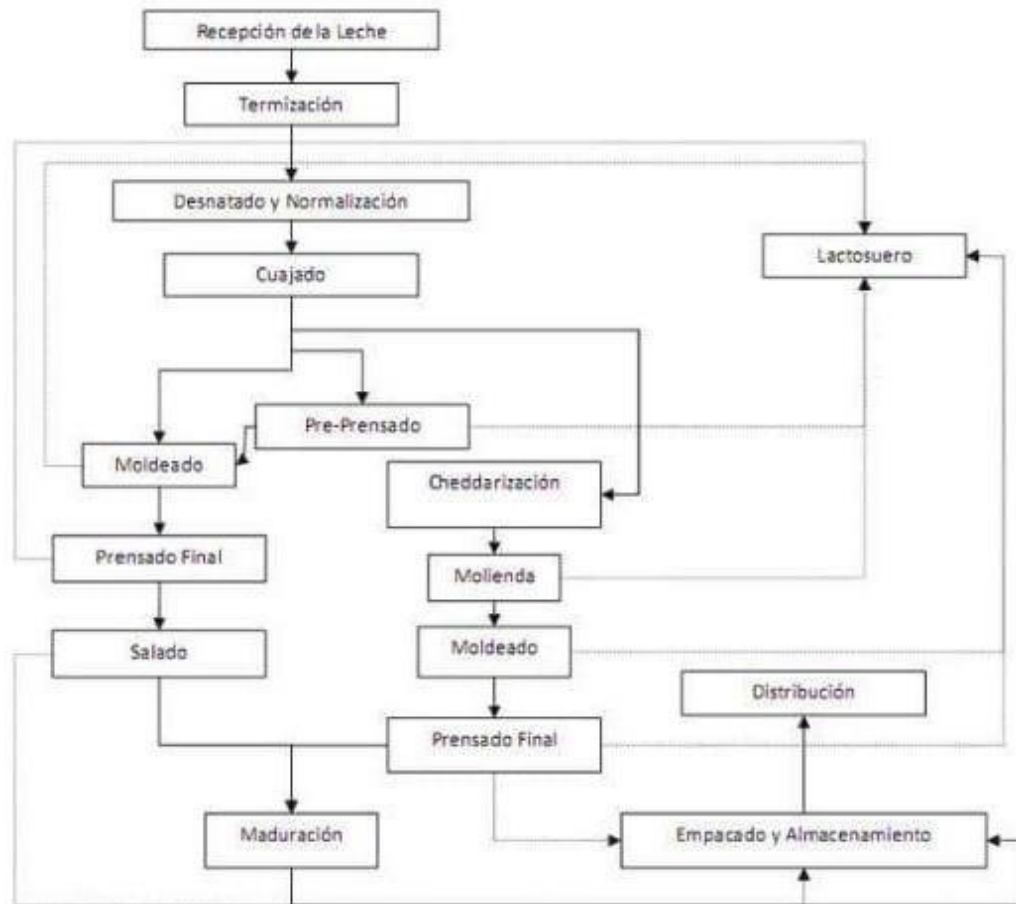 Recepción de la Leche
Termización
Desnatado y Normalización
Cuajado
Lactosuero
Pre-Prensado
Moldeado
Cheddarización
Prensado Final
Molienda
Salado
Moldeado
Distribución
Prensado Final
Maduración
Empacado y Almacenamiento